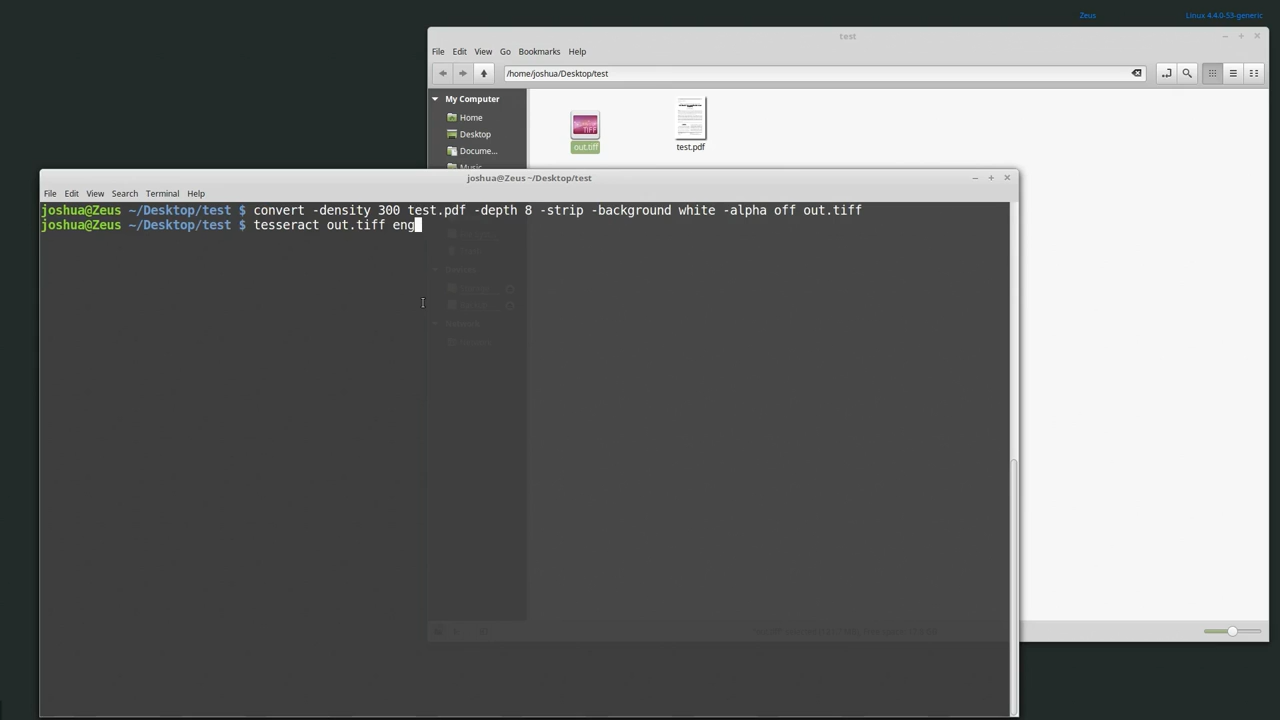 Zeus
Linux 4.4.0-53-generic
test
File Edit View Go Bookmarks Help
/home/joshua/Desktop/test
My Computer
Home
Desktop
Docume...
Music
TIFF
out.tiff
test.pdf
joshua@Zeus ~/Desktop/test
File Edit View Search Terminal Help
joshua@Zeus ~/Desktop/test $ convert -density 300 test.pdf -depth 8 -strip -background white -alpha off out.tiff
joshua@Zeus ~/Desktop/test $ tesseract out.tiff eng